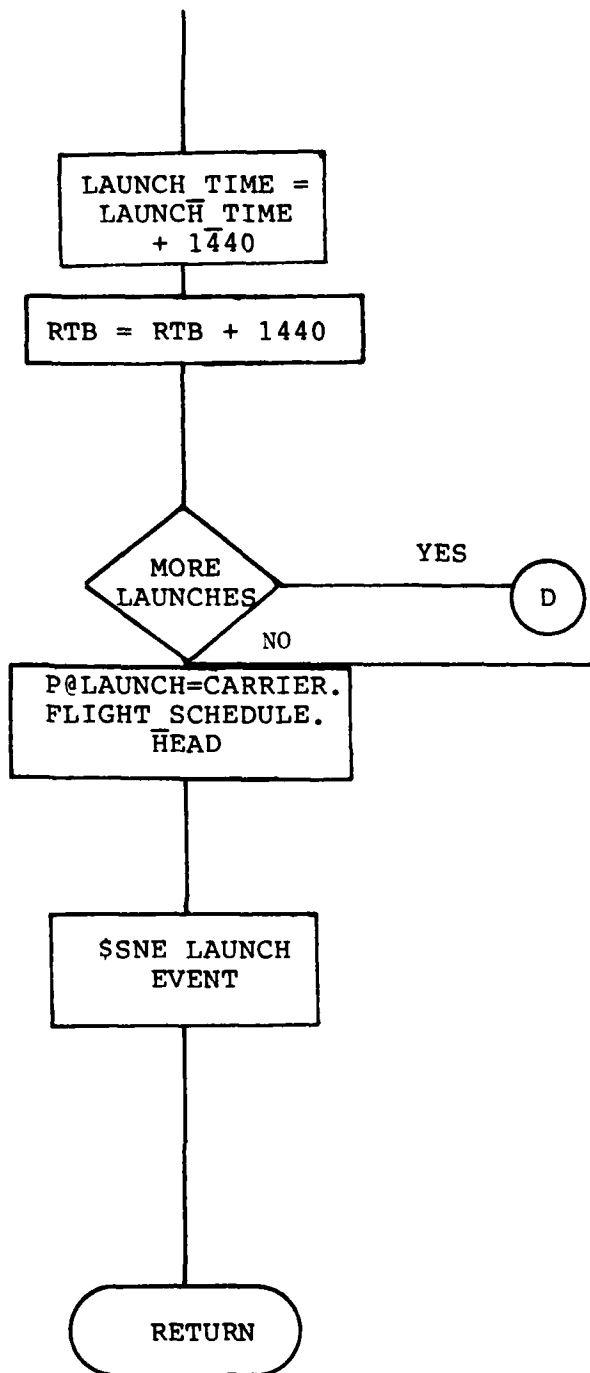 LAUNCH_TIME =
LAUNCH_TIME
+ 1440
RTB = RTB + 1440
MORE
LAUNCHES
YES
D
NO
P@LAUNCH=CARRIER.
FLIGHT_SCHEDULE.
HEAD
$SNE LAUNCH
EVENT
RETURN